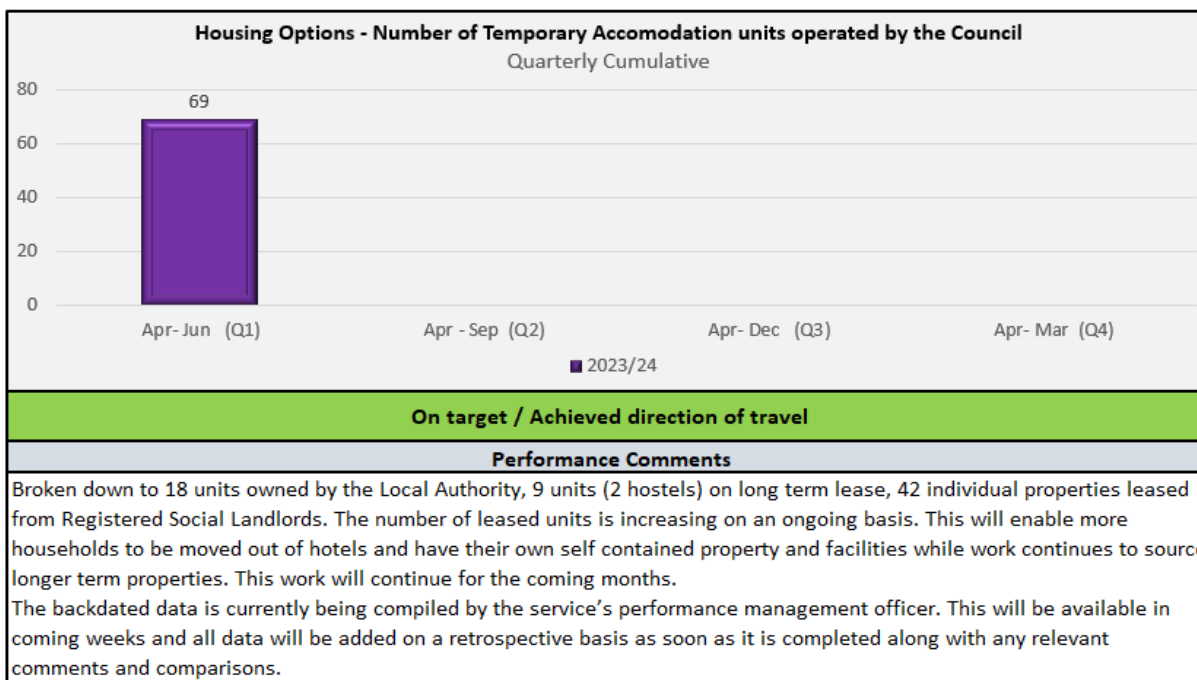 Housing Options - Number of Temporary Accomodation units operated by the Council
Quarterly Cumulative
80
69
60
40
20
0
Apr- Jun (Q1)
Apr - Sep (Q2)
Apr- Dec (Q3)
Apr- Mar (Q4)
2023/24
On target / Achieved direction of travel
Performance Comments
Broken down to 18 units owned by the Local Authority, 9 units (2 hostels) on long term lease, 42 individual properties leased
from Registered Social Landlords. The number of leased units is increasing on an ongoing basis. This will enable more
households to be moved out of hotels and have their own self contained property and facilities while work continues to source
longer term properties. This work will continue for the coming months.
The backdated data is currently being compiled by the service's performance management officer. This will be available in
coming weeks and all data will be added on a retrospective basis as soon as it is completed along with any relevant
comments and comparisons.